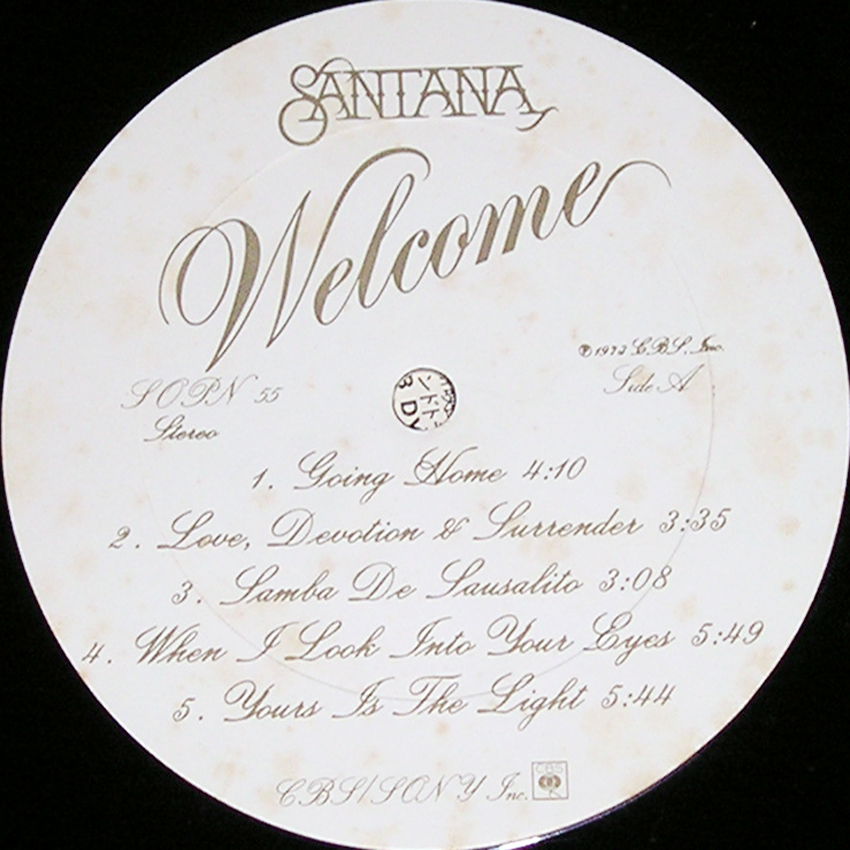 SANTANA
Welcome
℗1973 C.B.S. Inc.
SOPN 55
Side A
Stereo
1. Going Home 4:10
2. Love, Devotion & Surrender 3:35
3. Samba De Sausalito 3:08
4. When I Look Into Your Eyes 5:49
5. Yours Is The Light 5:44
CBS/SONY Inc.
CBS